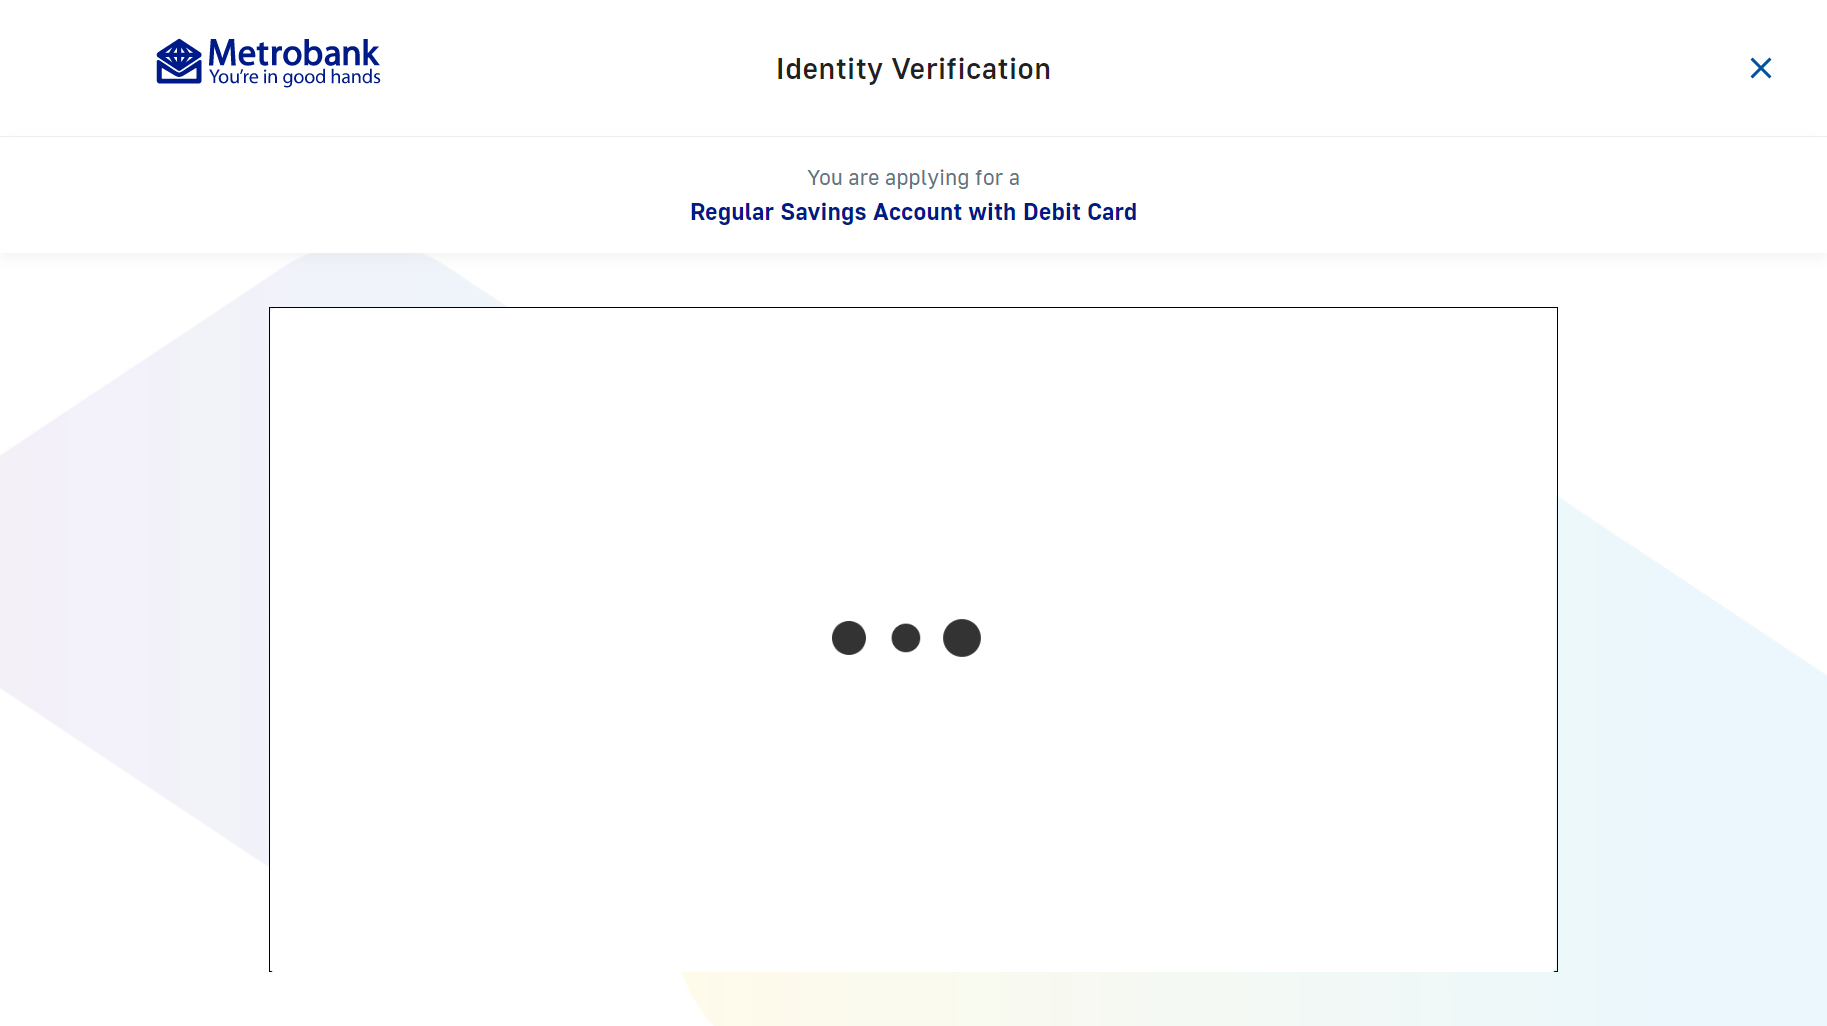 Metrobank
You're in good hands
Identity Verification
You are applying for a
Regular Savings Account with Debit Card